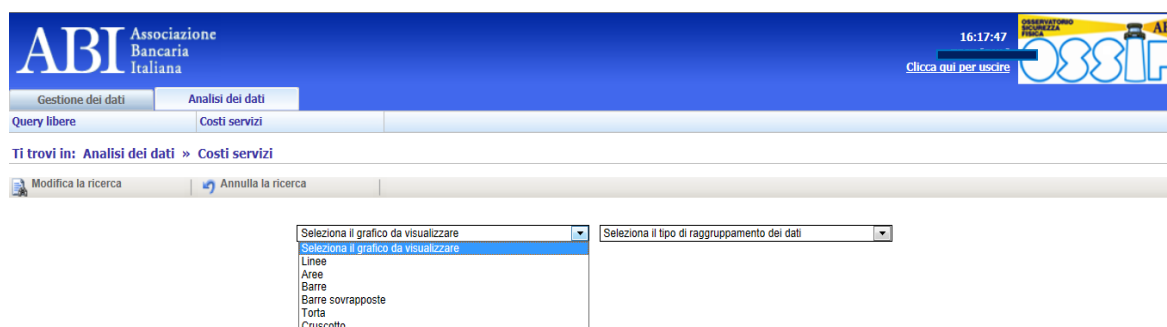 ABI Associazione
Bancaria
Italiana
16:17:47
Clicca qui per uscire
OSSERVATORIO
SICUREZZA
FISICA
Gestione dei dati Analisi dei dati
Query libere Costi servizi
Ti trovi in: Analisi dei dati » Costi servizi
Modifica la ricerca Annulla la ricerca
Seleziona il grafico da visualizzare Seleziona il tipo di raggruppamento dei dati
Seleziona il grafico da visualizzare
Linee
Aree
Barre
Barre sovrapposte
Torta
Cruscotto